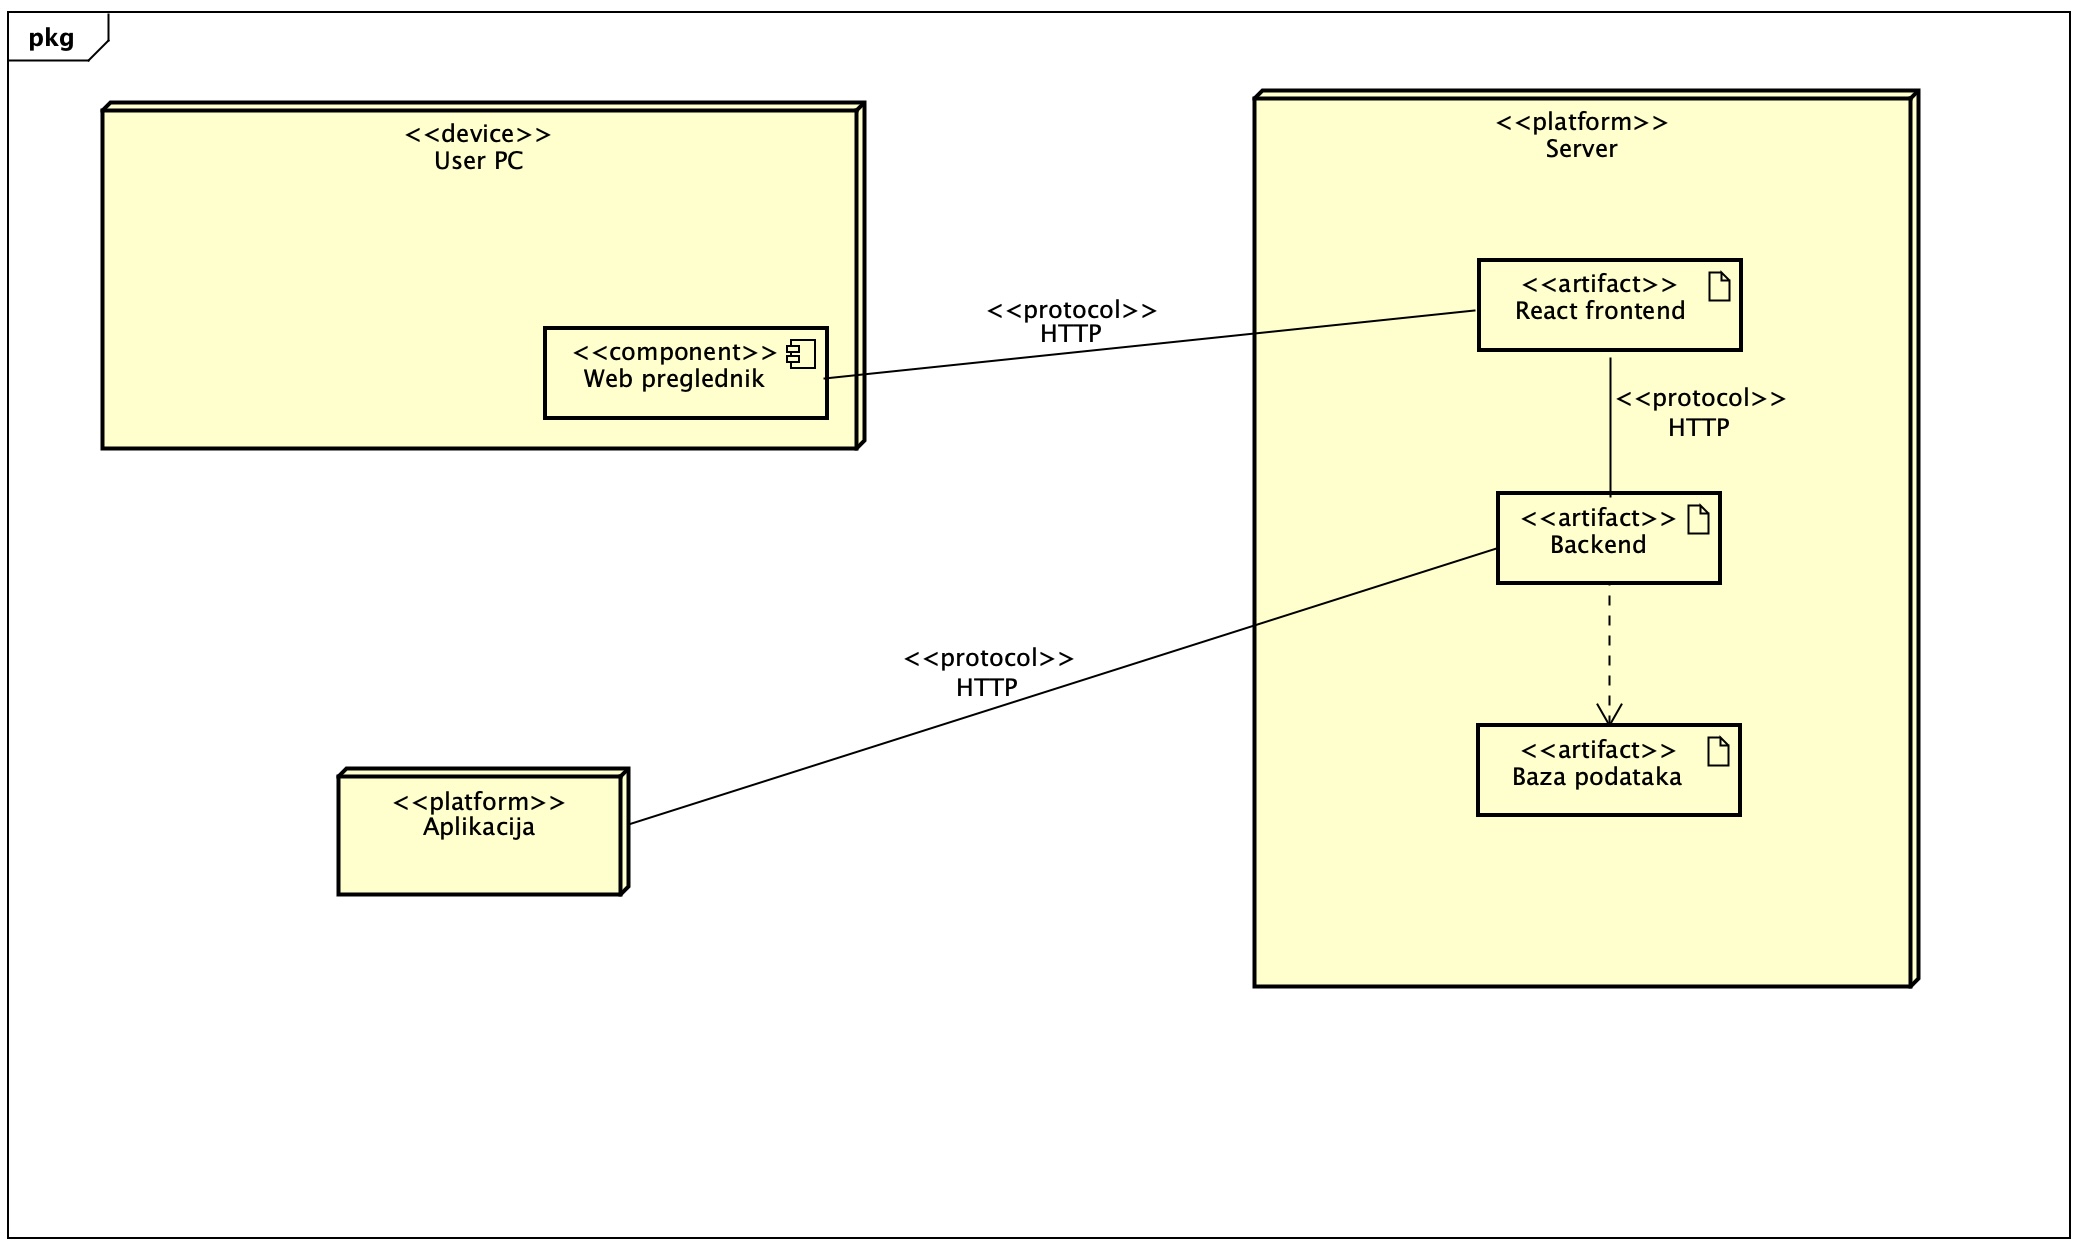 pkg
<<device>>
User PC
<<component>>
Web preglednik
<<protocol>>
HTTP
<<platform>>
Server
<<artifact>>
React frontend
<<protocol>>
HTTP
<<artifact>>
Backend
<<protocol>>
HTTP
<<artifact>>
Baza podataka
<<platform>>
Aplikacija